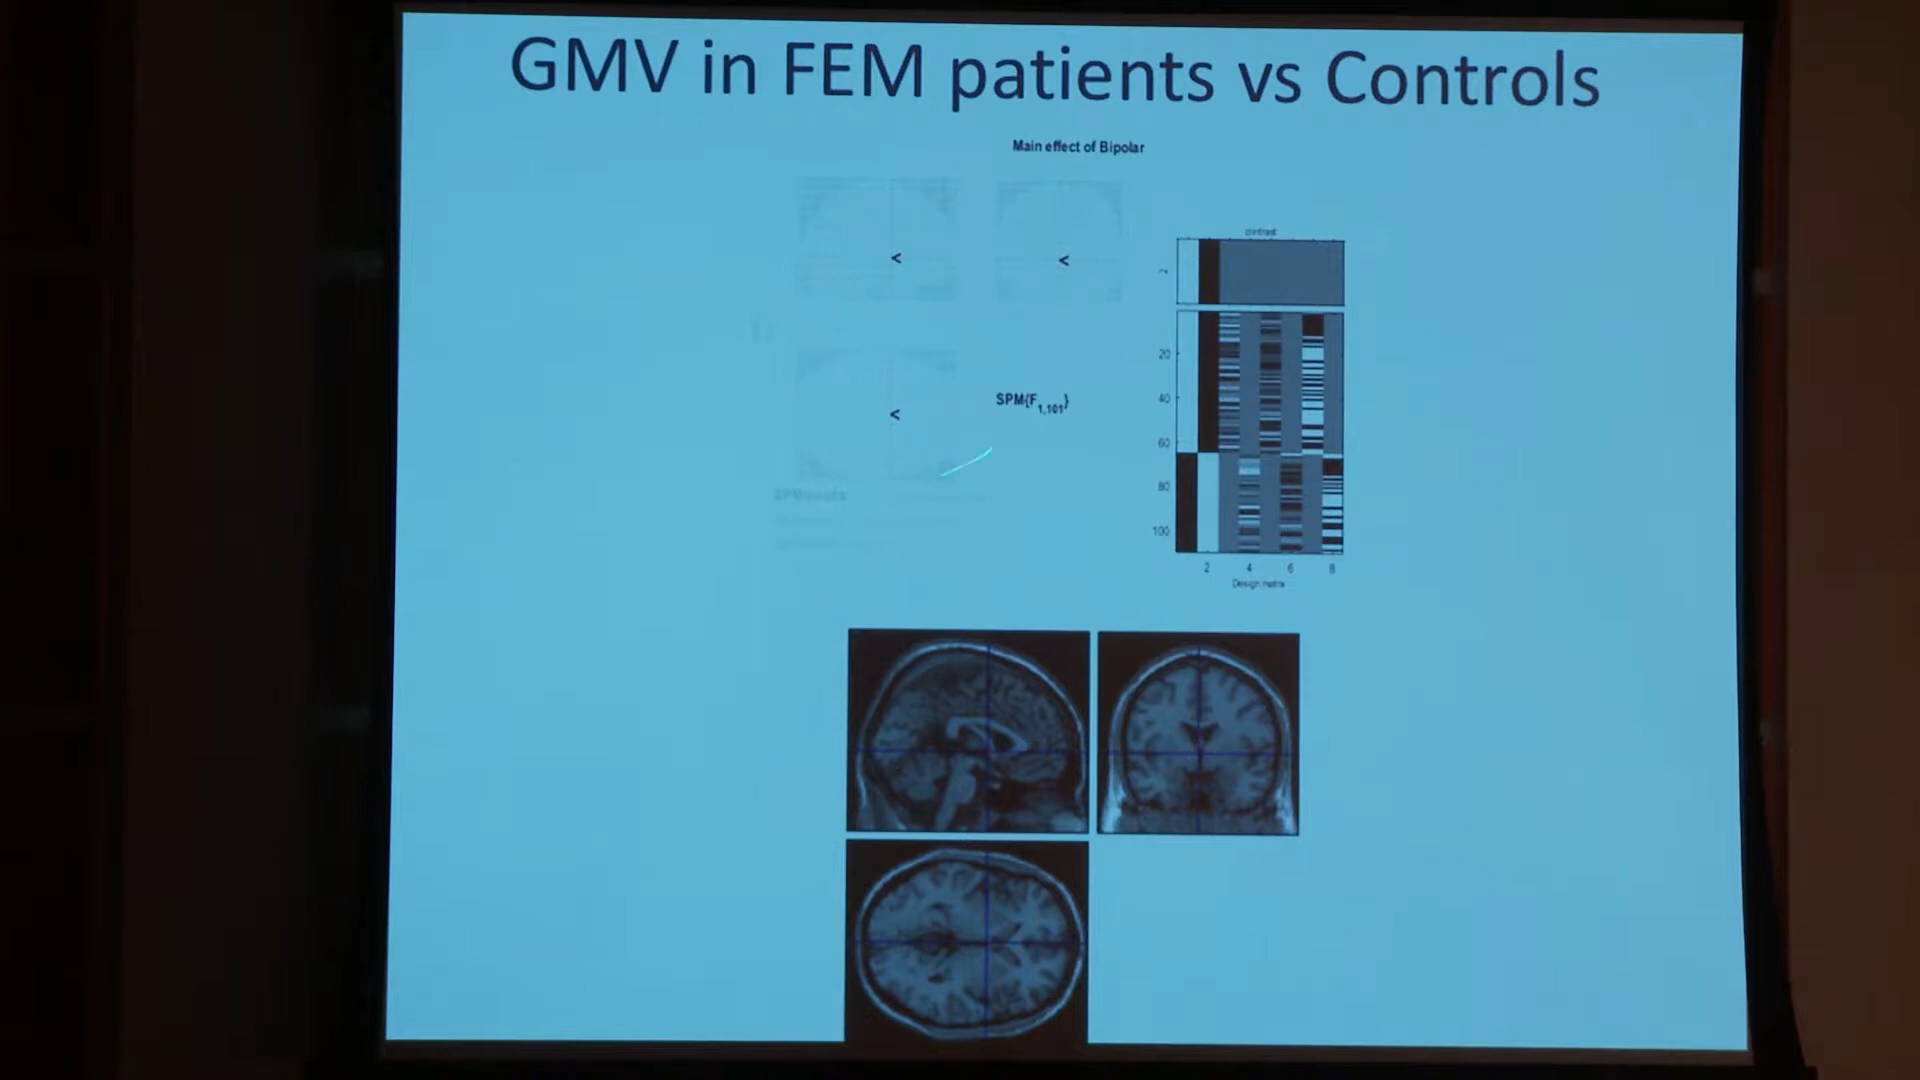 GMV in FEM patients vs Controls
Main effect of Bipolar
<
<
<
SPM{F1,101}
contrast
20
40
60
80
100
2 4 6 8
Design matrix